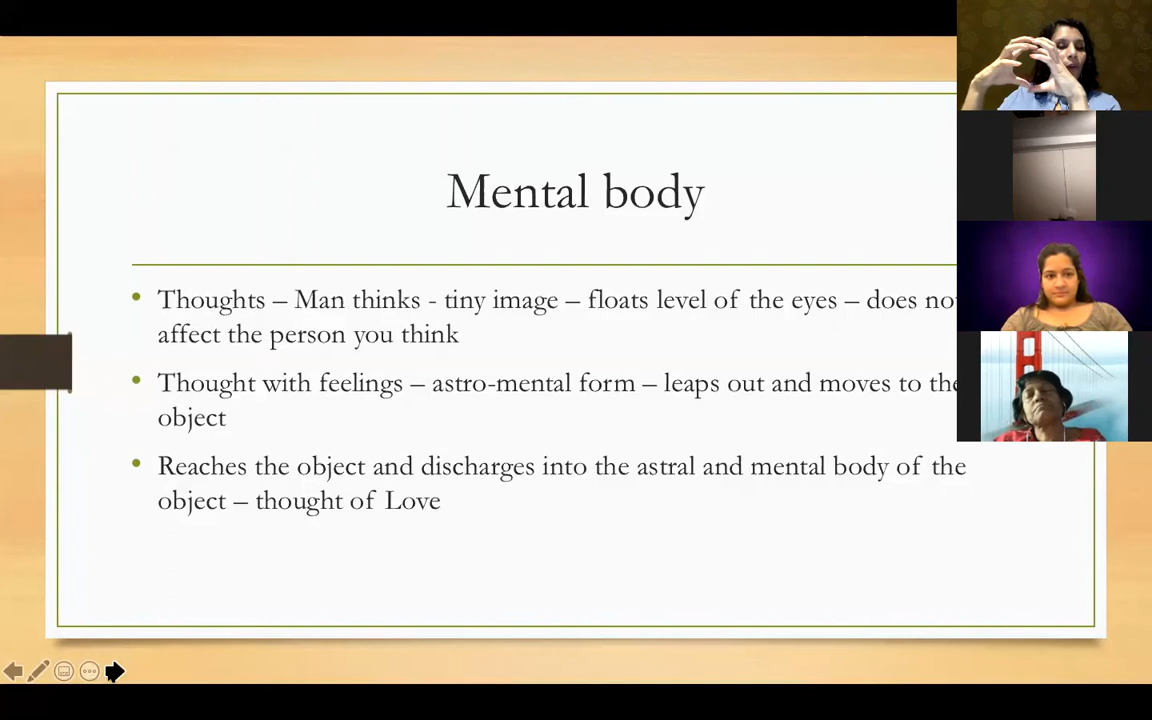 Mental body
• Thoughts – Man thinks - tiny image – floats level of the eyes – does
affect the person you think
• Thought with feelings – astro-mental form – leaps out and moves to the
object
• Reaches the object and discharges into the astral and mental body of the
object – thought of Love